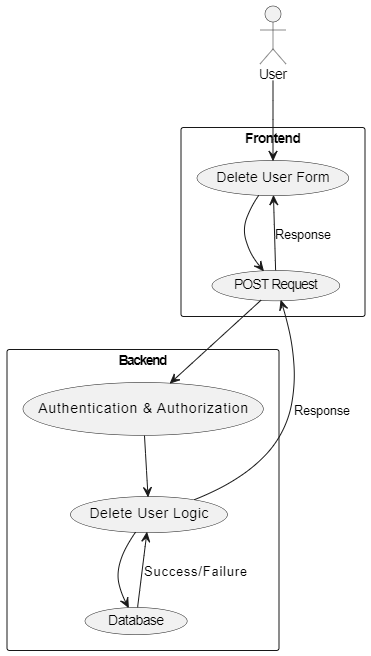 User
Frontend
Delete User Form
Response
POST Request
Backend
Authentication & Authorization
Response
Delete User Logic
Success/Failure
Database